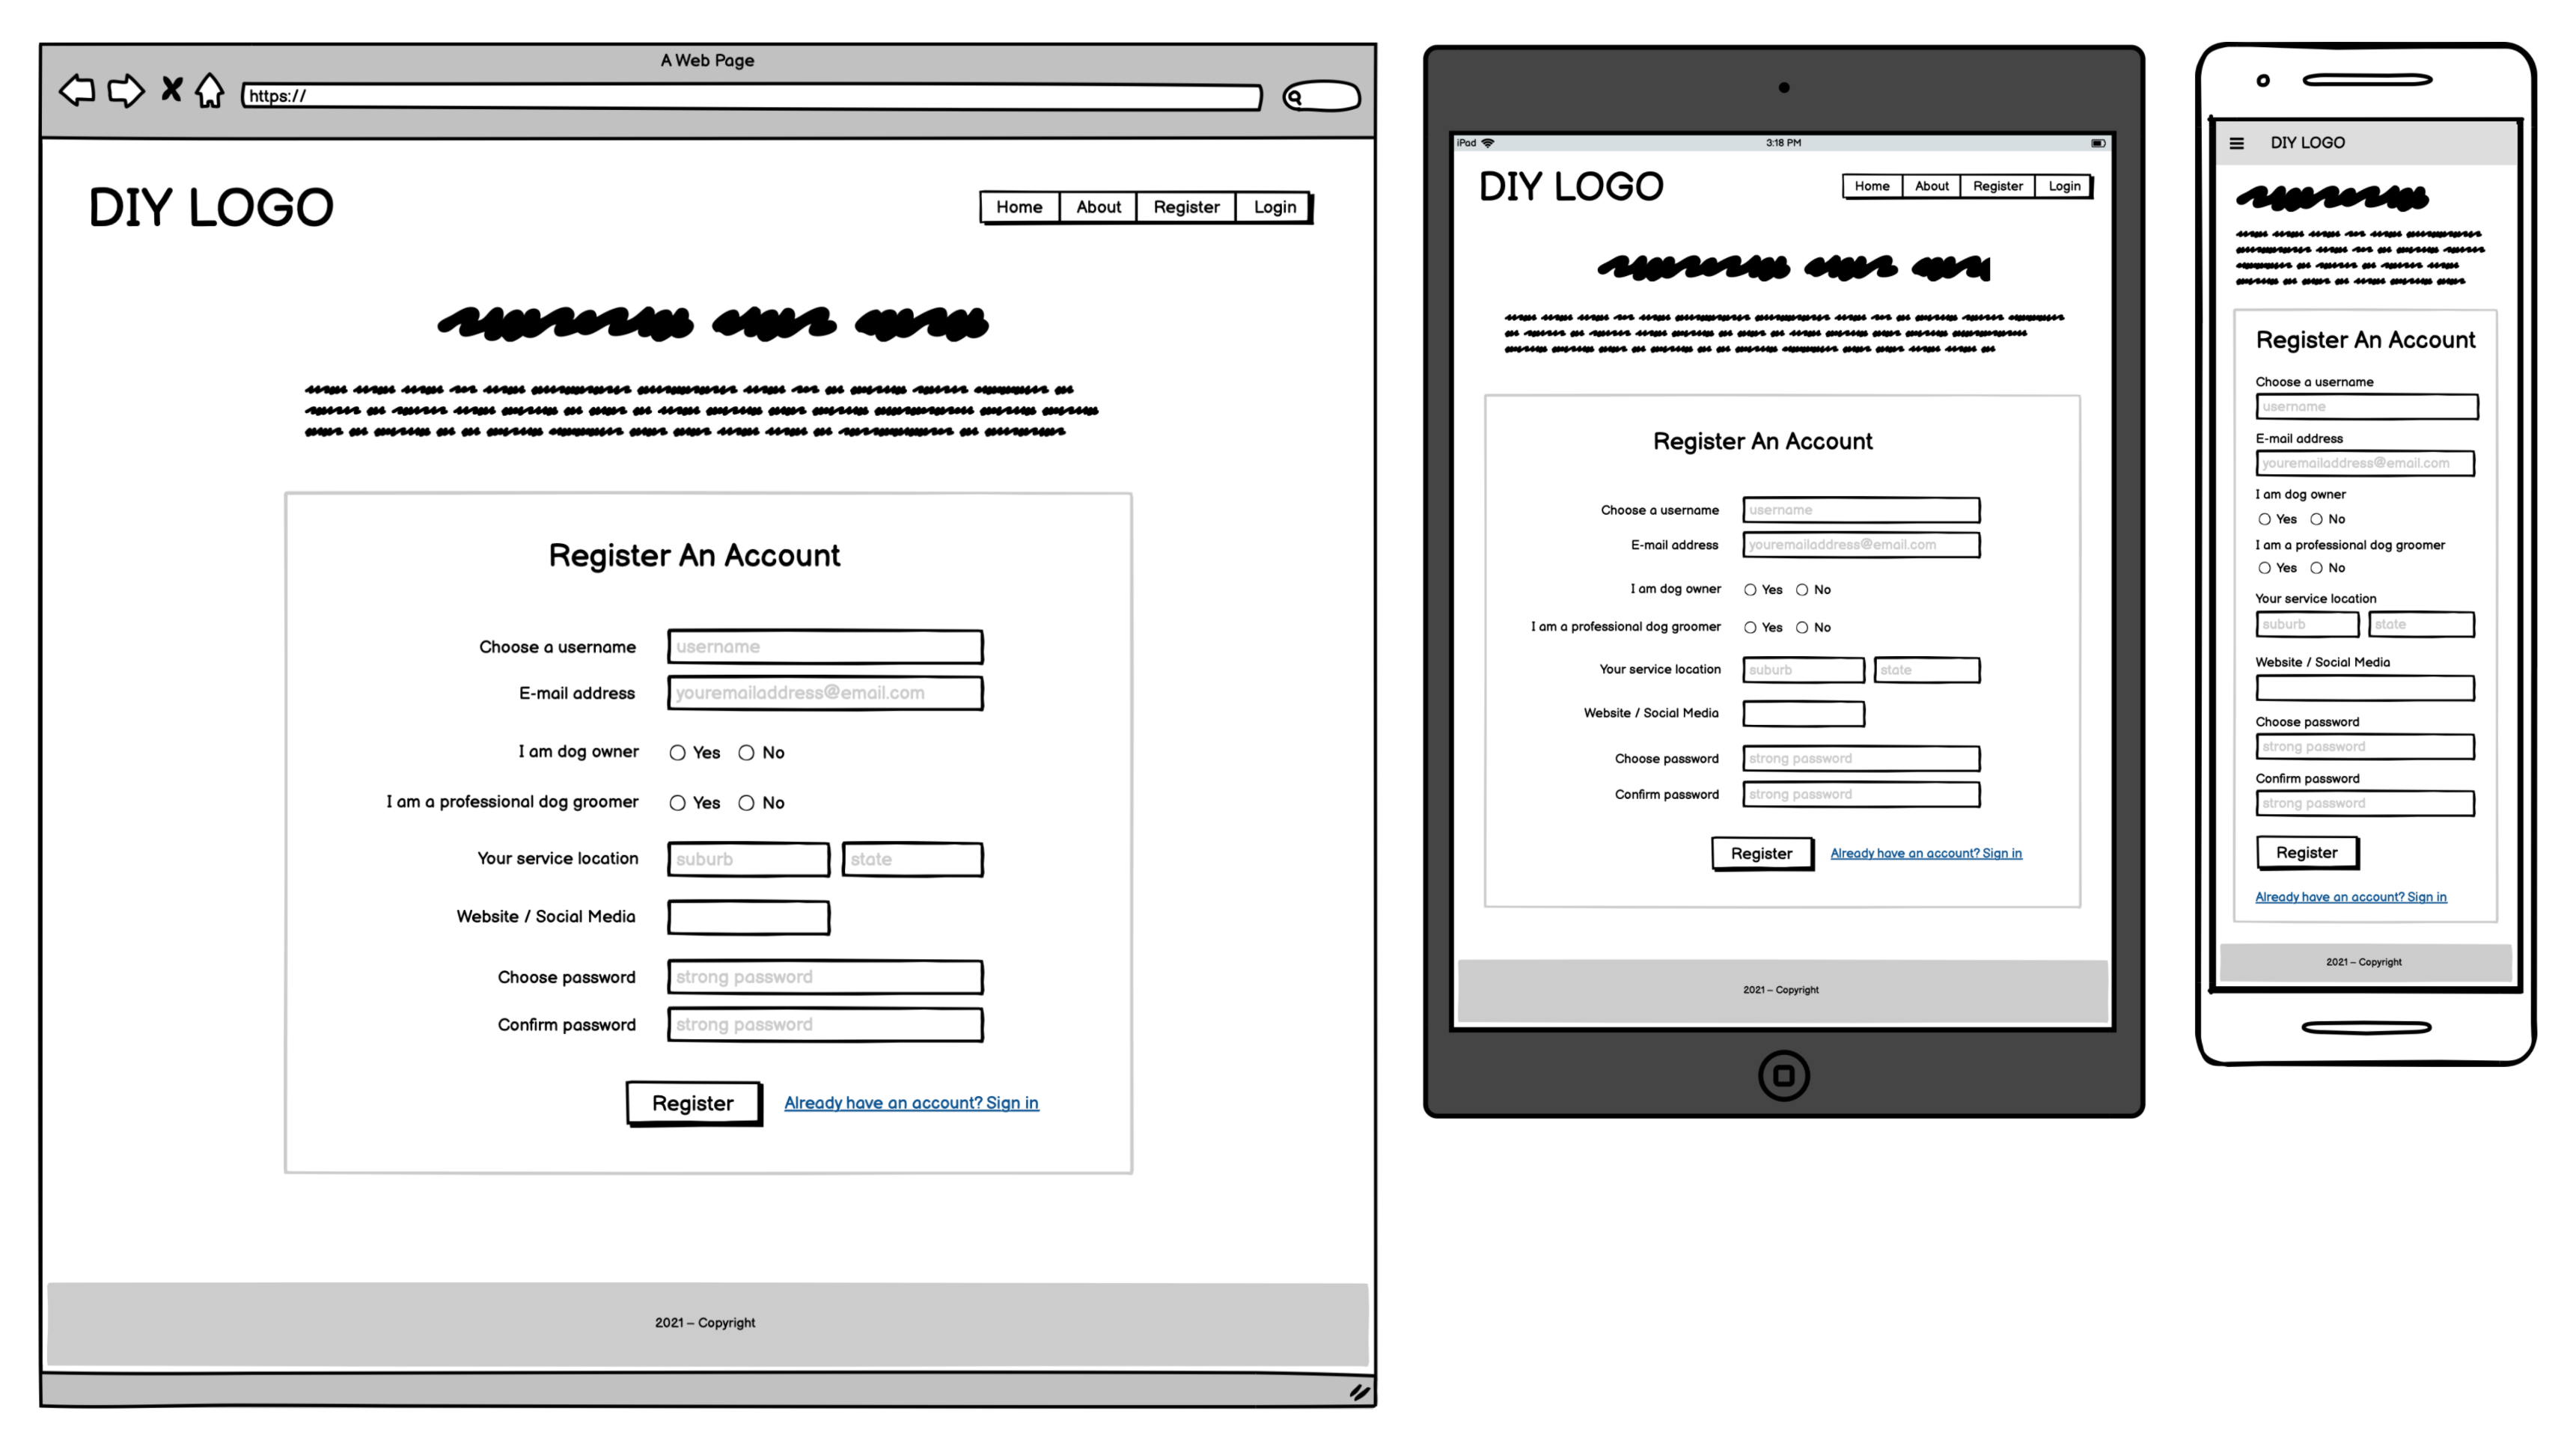 A Web Page
https://
DIY LOGO
Home About Register Login
Register An Account
Choose a username username
E-mail address youremailaddress@email.com
I am dog owner Yes No
I am a professional dog groomer Yes No
Your service location suburb state
Website / Social Media
Choose password strong password
Confirm password strong password
Register Already have an account? Sign in
2021 – Copyright
iPad 3:18 PM
DIY LOGO
Home About Register Login
Register An Account
Choose a username username
E-mail address youremailaddress@email.com
I am dog owner Yes No
I am a professional dog groomer Yes No
Your service location suburb state
Website / Social Media
Choose password strong password
Confirm password strong password
Register Already have an account? Sign in
2021 – Copyright
DIY LOGO
Register An Account
Choose a username
username
E-mail address
youremailaddress@email.com
I am dog owner
Yes No
I am a professional dog groomer
Yes No
Your service location
suburb state
Website / Social Media
Choose password
strong password
Confirm password
strong password
Register
Already have an account? Sign in
2021 – Copyright